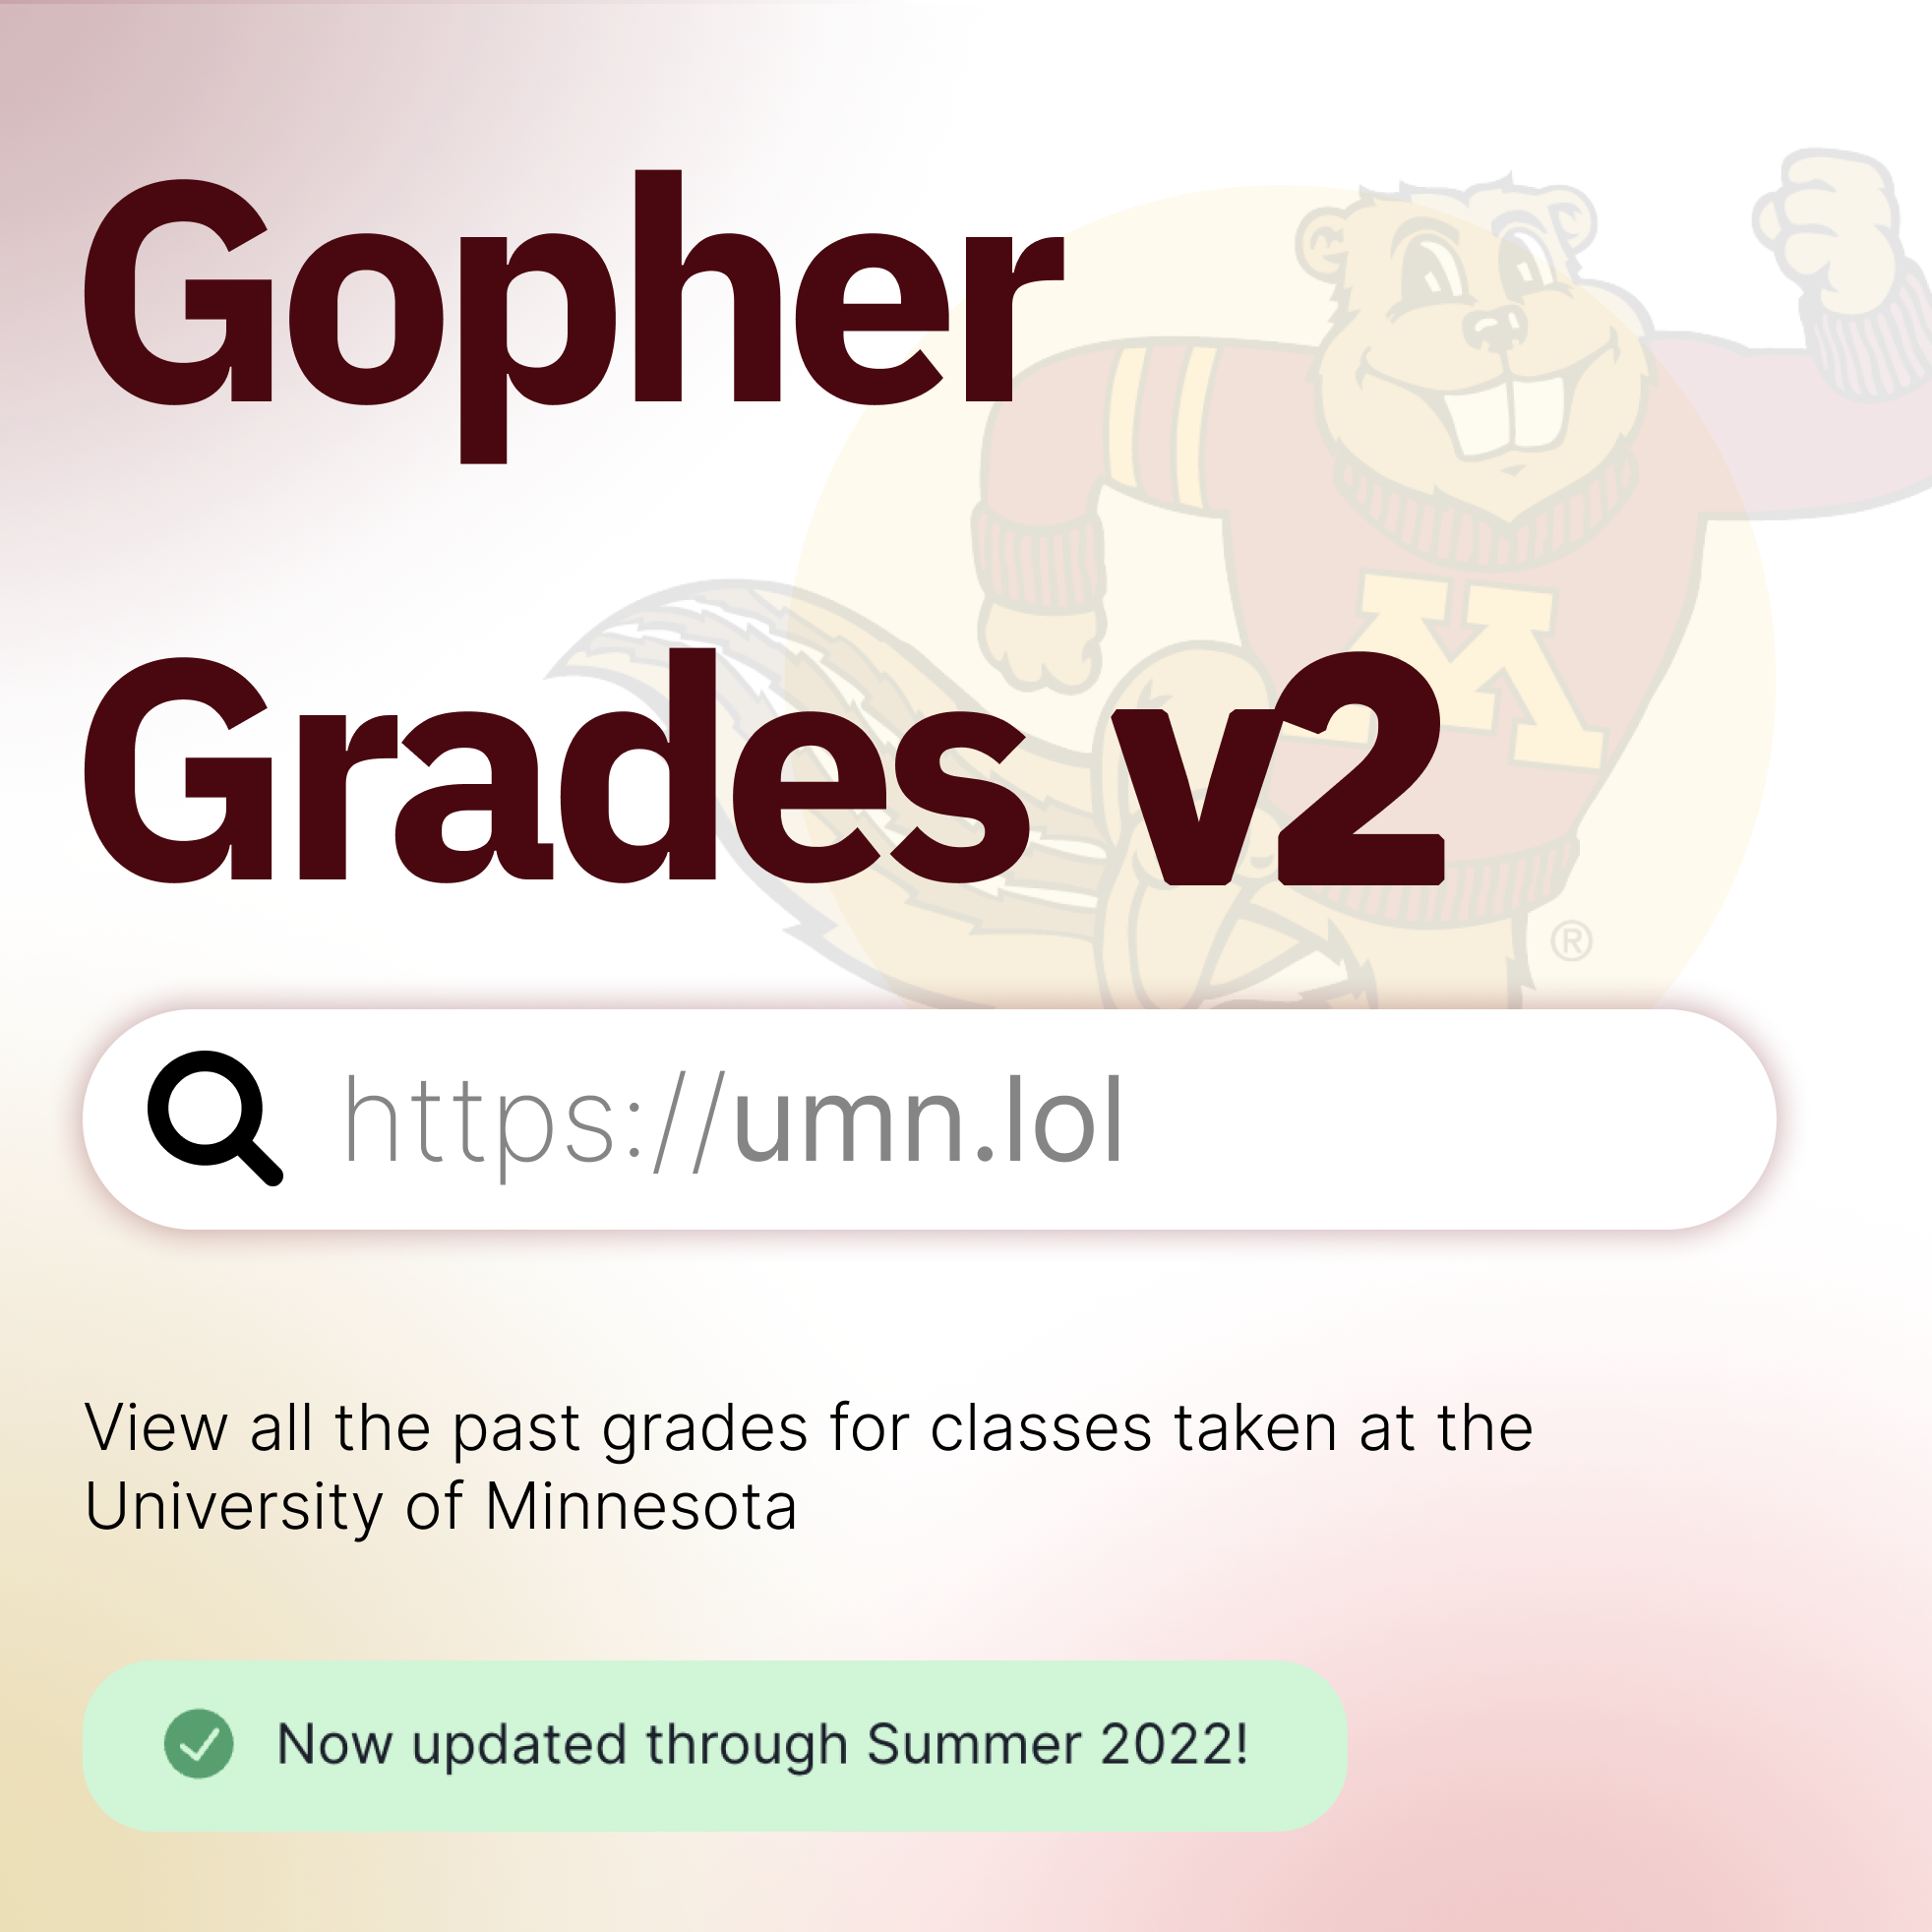 Gopher
Grades v2
®
https://umn.lol
View all the past grades for classes taken at the
University of Minnesota
Now updated through Summer 2022!